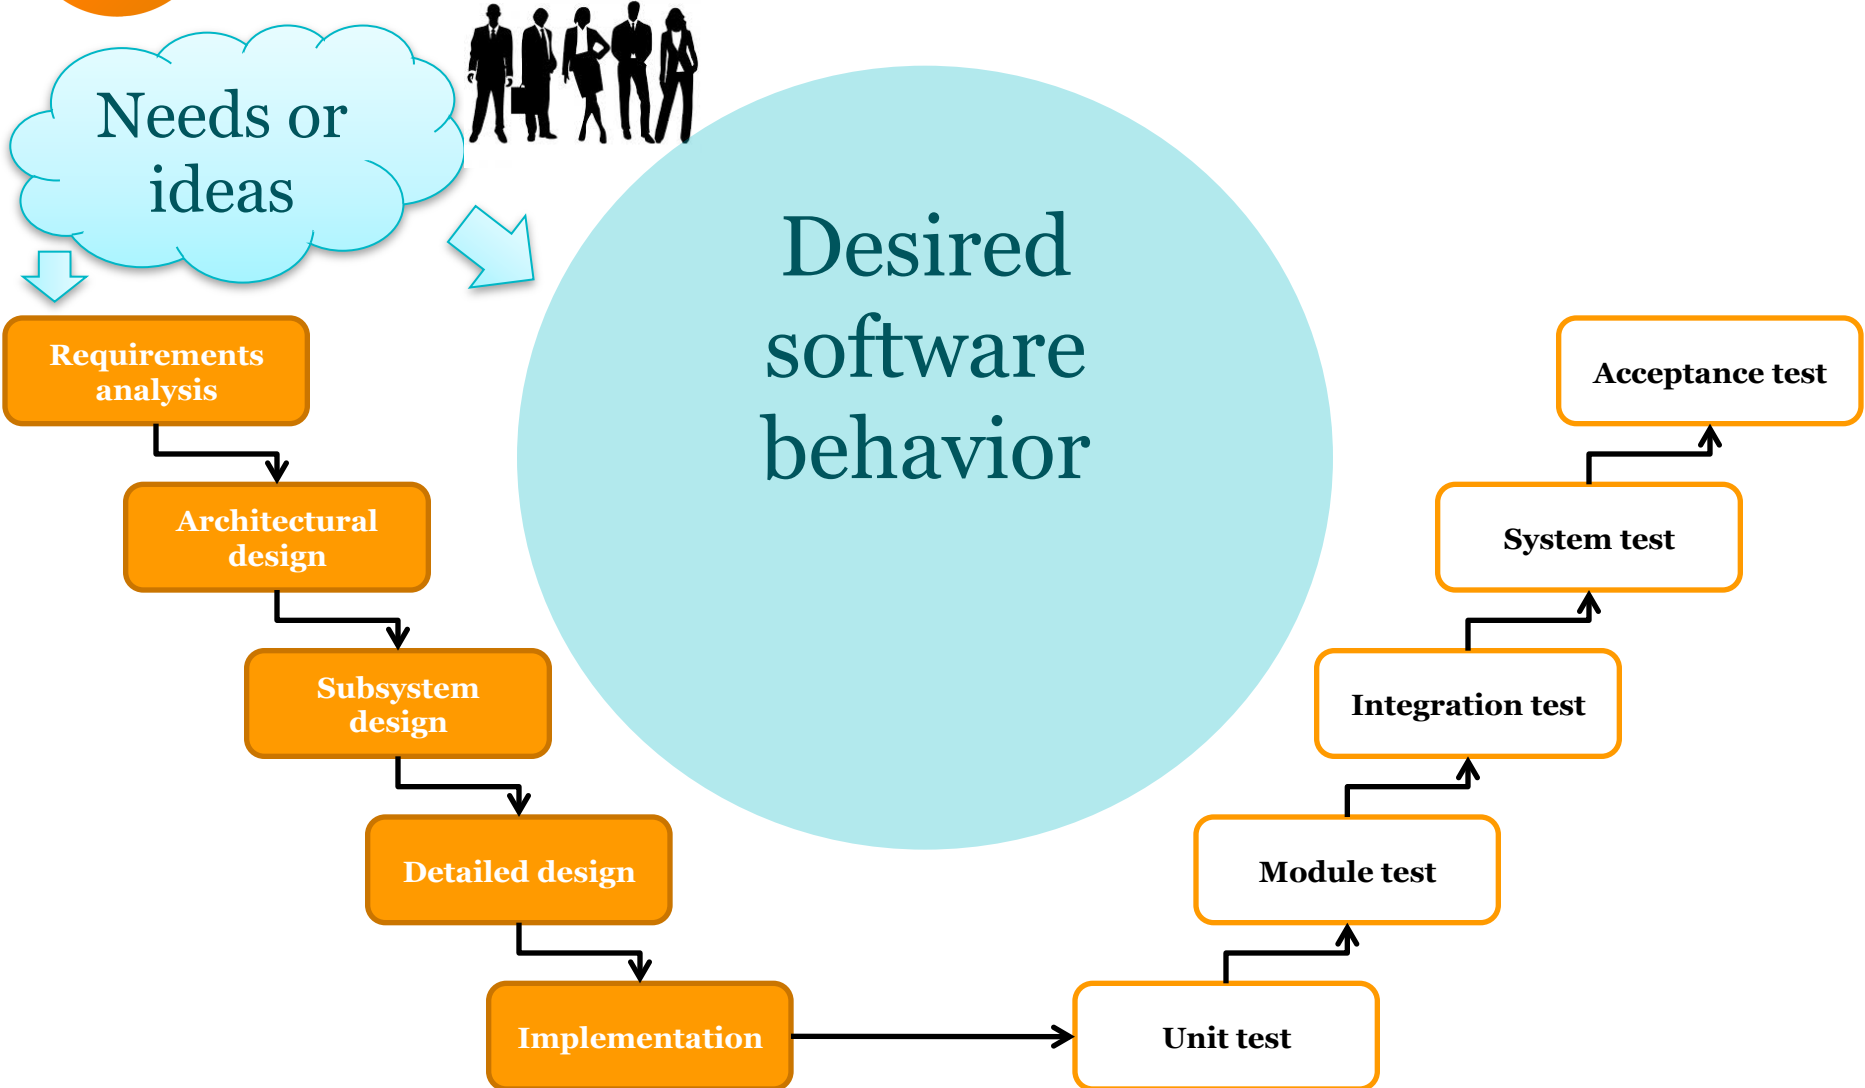 Needs or
ideas
Desired
software
behavior
Requirements
analysis
Architectural
design
Subsystem
design
Detailed design
Implementation
Acceptance test
System test
Integration test
Module test
Unit test